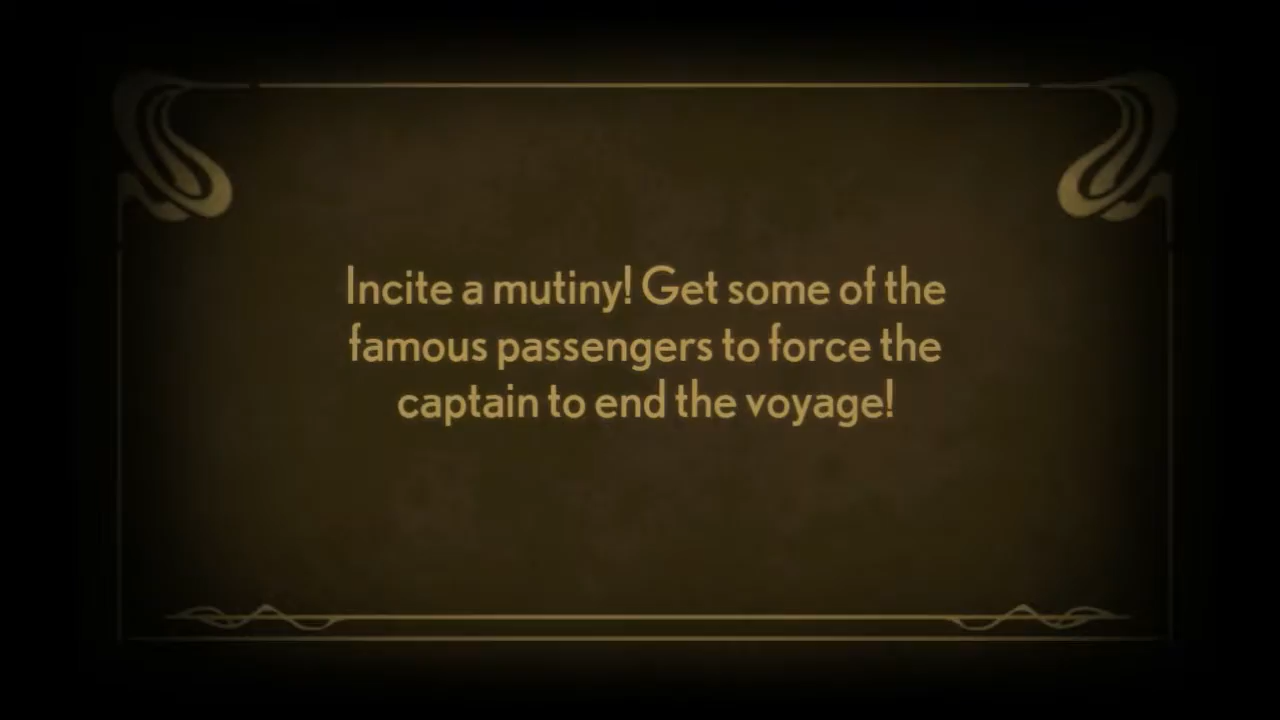 Incite a mutiny! Get some of the
famous passengers to force the
captain to end the voyage!